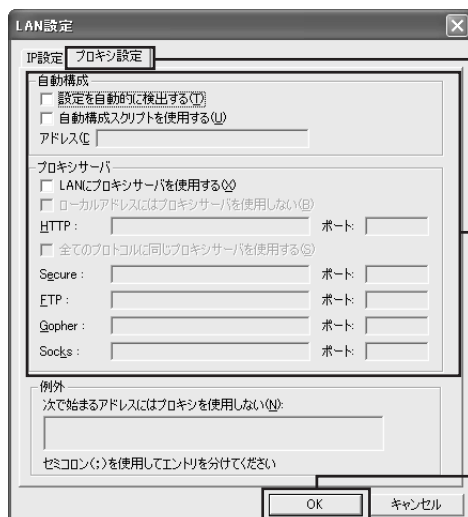 LAN設定
IP設定 プロキシ設定
自動構成
設定を自動的に検出する(T)
自動構成スクリプトを使用する(U)
アドレス(E
プロキシサーバ
LANにプロキシサーバを使用する(X)
ローカルアドレスにはプロキシサーバを使用しない(B)
HTTP : ポート:
全てのプロトコルに同じプロキシサーバを使用する(S)
Secure : ポート:
FTP : ポート:
Gopher : ポート:
Socks : ポート:
例外
次で始まるアドレスにはプロキシを使用しない(N):
セミコロン(;)を使用してエントリを分けてください
OK キャンセル